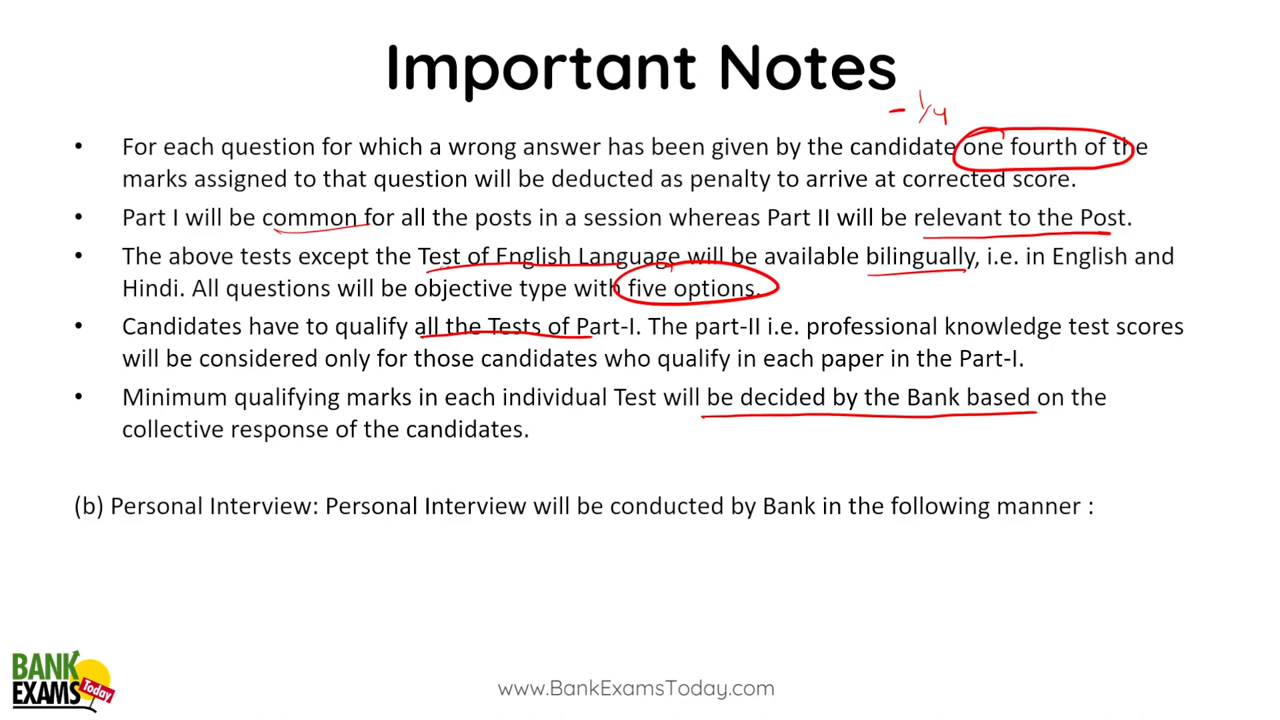 Important Notes
- 1/4
• For each question for which a wrong answer has been given by the candidate one fourth of the
marks assigned to that question will be deducted as penalty to arrive at corrected score.
• Part I will be common for all the posts in a session whereas Part II will be relevant to the Post.
• The above tests except the Test of English Language will be available bilingually, i.e. in English and
Hindi. All questions will be objective type with five options.
• Candidates have to qualify all the Tests of Part-I. The part-II i.e. professional knowledge test scores
will be considered only for those candidates who qualify in each paper in the Part-I.
• Minimum qualifying marks in each individual Test will be decided by the Bank based on the
collective response of the candidates.
(b) Personal Interview: Personal Interview will be conducted by Bank in the following manner :
BANK
EXAMS Today
www.BankExamsToday.com